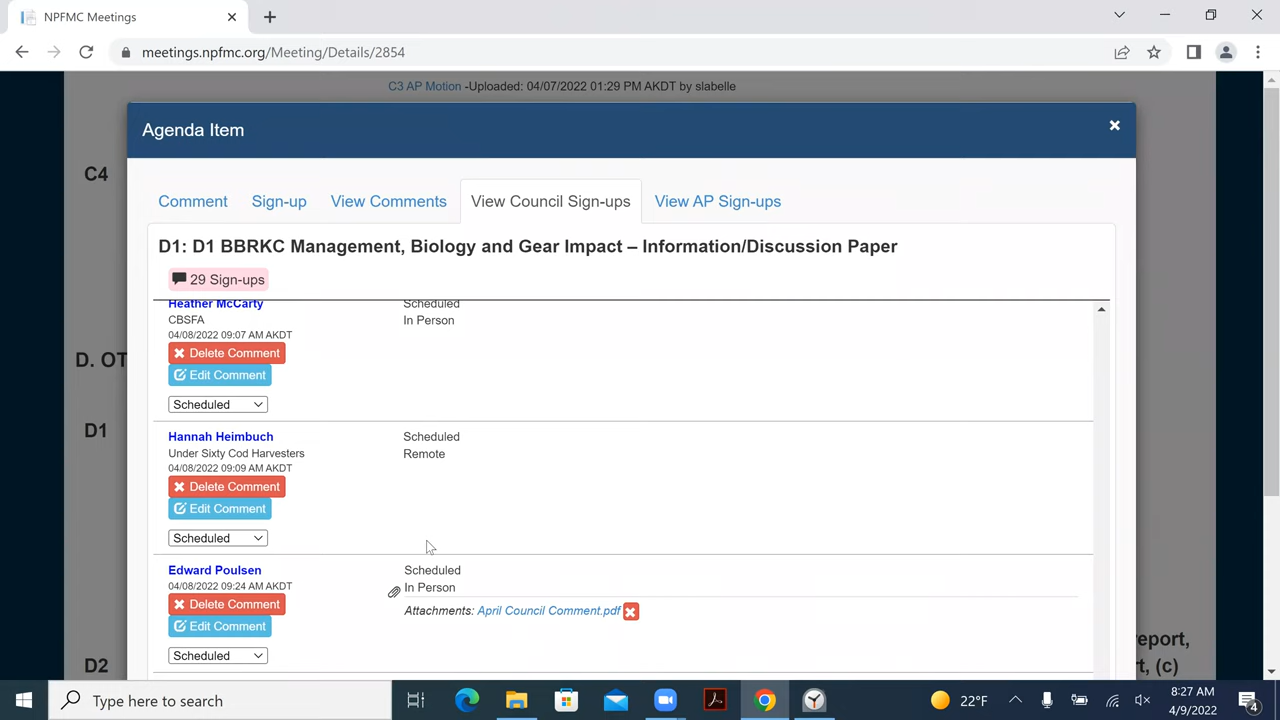 NPFMC Meetings
meetings.npfmc.org/Meeting/Details/2854
C3 AP Motion -Uploaded: 04/07/2022 01:29 PM AKDT by slabelle
Agenda Item
C4
Comment Sign-up View Comments View Council Sign-ups View AP Sign-ups
D1: D1 BBRKC Management, Biology and Gear Impact – Information/Discussion Paper
29 Sign-ups
Heather McCarty Scheduled
CBSFA In Person
04/08/2022 09:07 AM AKDT
Delete Comment
D. OT
Edit Comment
Scheduled
D1
Hannah Heimbuch Scheduled
Under Sixty Cod Harvesters Remote
04/08/2022 09:09 AM AKDT
Delete Comment
Edit Comment
Scheduled
Edward Poulsen Scheduled
04/08/2022 09:24 AM AKDT In Person
Delete Comment Attachments: April Council Comment.pdf
Edit Comment
eport,
Scheduled
D2 t, (c)
Type here to search
22°F
8:27 AM
4/9/2022
4